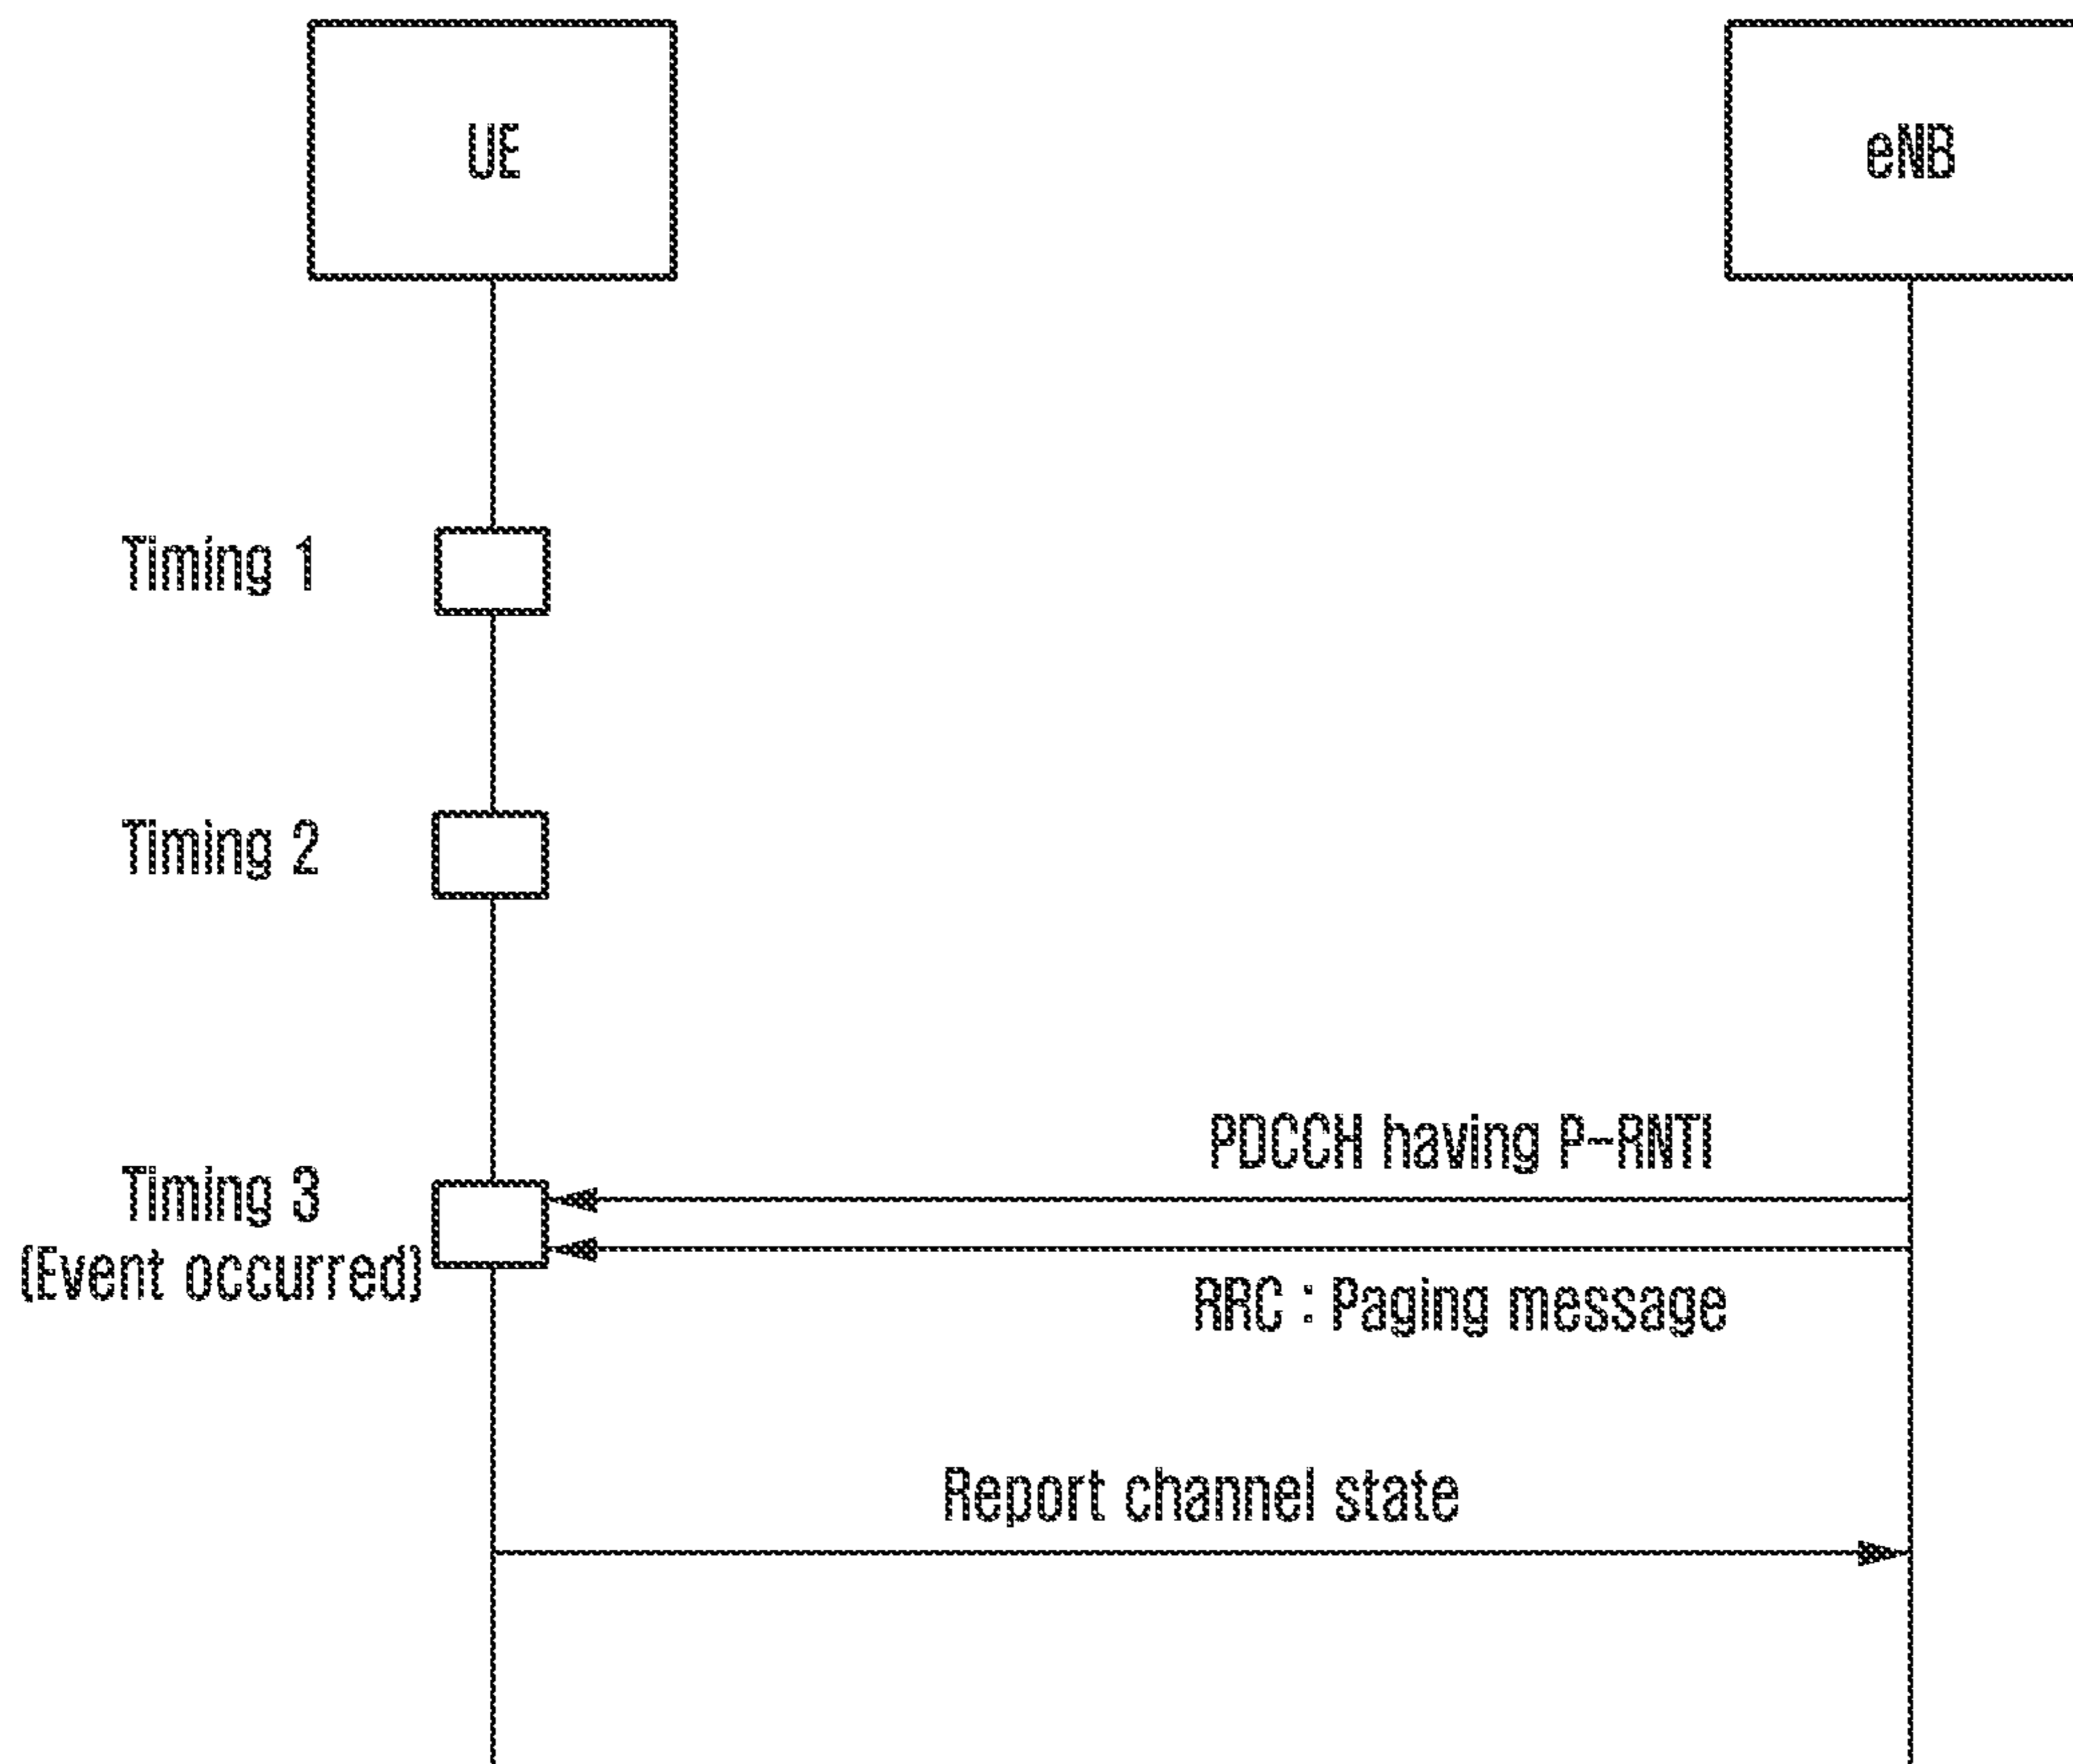 UE
eNB
Timing 1
Timing 2
PDCCH having P-RNTI
Timing 3
(Event occurred)
RRC : Paging message
Report channel state